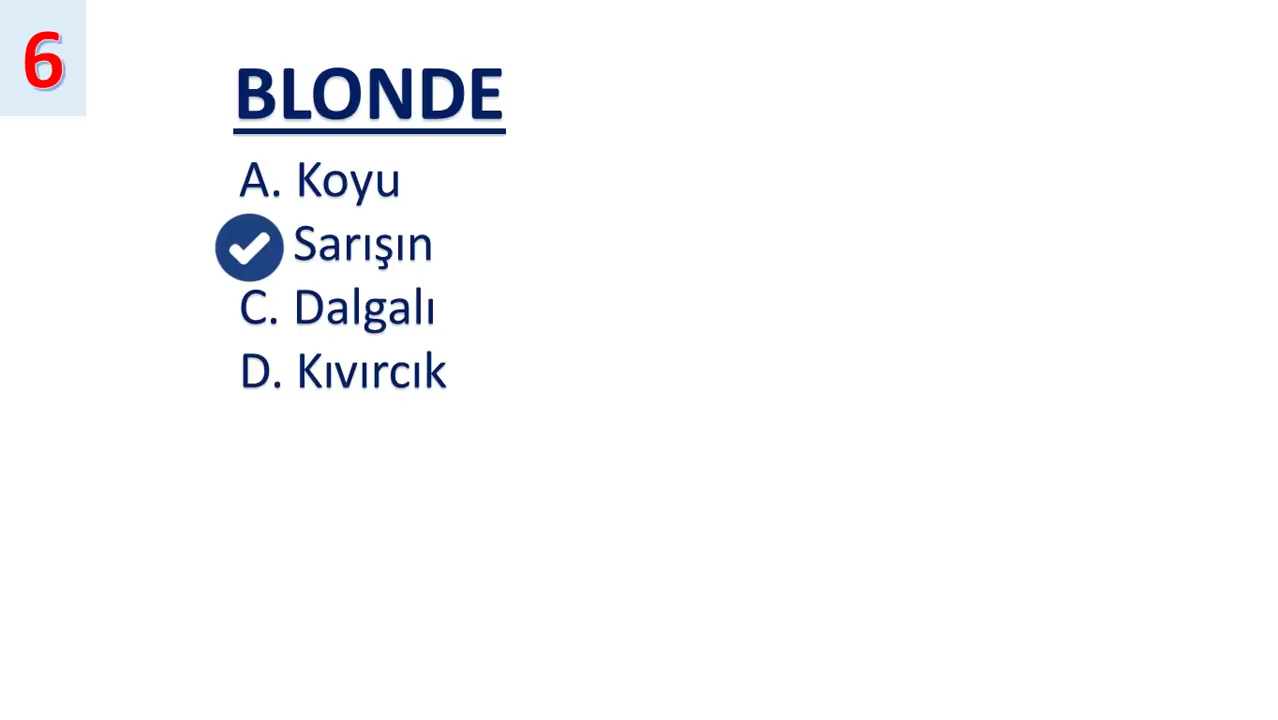 6
BLONDE
A. Koyu
Sarışın
C. Dalgalı
D. Kıvırcık